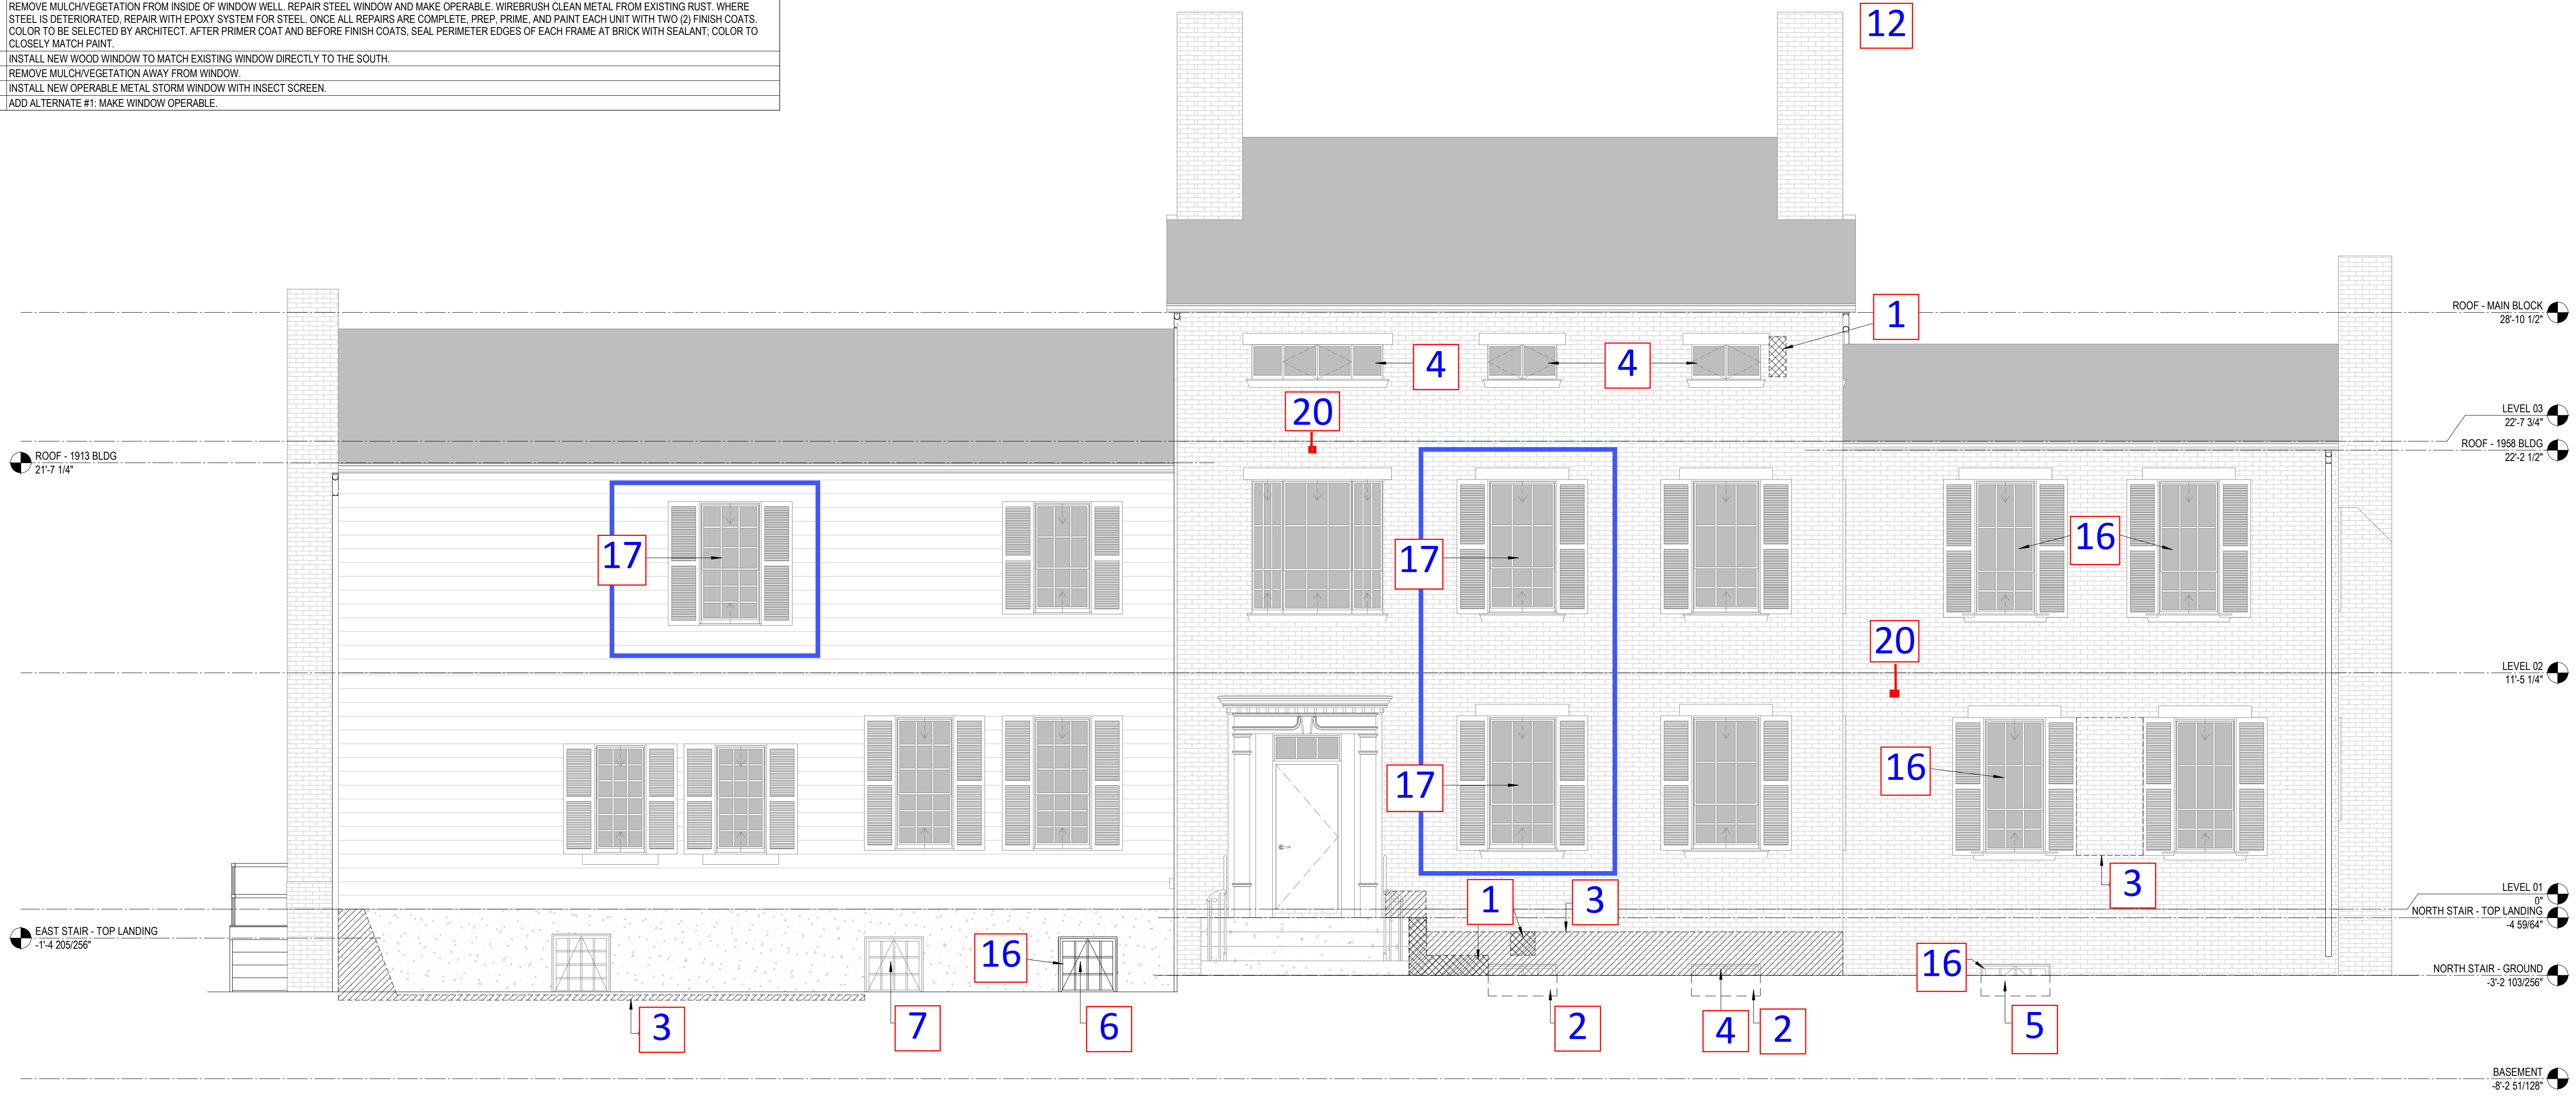 REMOVE MULCH/VEGETATION FROM INSIDE OF WINDOW WELL. REPAIR STEEL WINDOW AND MAKE OPERABLE. WIREBRUSH CLEAN METAL FROM EXISTING RUST. WHERE
STEEL IS DETERIORATED, REPAIR WITH EPOXY SYSTEM FOR STEEL. ONCE ALL REPAIRS ARE COMPLETE, PREP, PRIME, AND PAINT EACH UNIT WITH TWO (2) FINISH COATS.
COLOR TO BE SELECTED BY ARCHITECT. AFTER PRIMER COAT AND BEFORE FINISH COATS, SEAL PERIMETER EDGES OF EACH FRAME AT BRICK WITH SEALANT; COLOR TO
CLOSELY MATCH PAINT.
INSTALL NEW WOOD WINDOW TO MATCH EXISTING WINDOW DIRECTLY TO THE SOUTH.
REMOVE MULCH/VEGETATION AWAY FROM WINDOW.
INSTALL NEW OPERABLE METAL STORM WINDOW WITH INSECT SCREEN.
ADD ALTERNATE #1: MAKE WINDOW OPERABLE.
12
ROOF - MAIN BLOCK
28'-10 1/2"
1
4
4
20
LEVEL 03
22'-7 3/4"
ROOF - 1958 BLDG
22'-2 1/2"
ROOF - 1913 BLDG
21'-7 1/4"
17
17
16
20
LEVEL 02
11'-5 1/4"
17
16
3
1
3
LEVEL 01
0"
NORTH STAIR - TOP LANDING
-4 59/64"
EAST STAIR - TOP LANDING
-1'-4 205/256"
16
16
NORTH STAIR - GROUND
-3'-2 103/256"
3
7
6
2
4
2
5
BASEMENT
-8'-2 51/128"